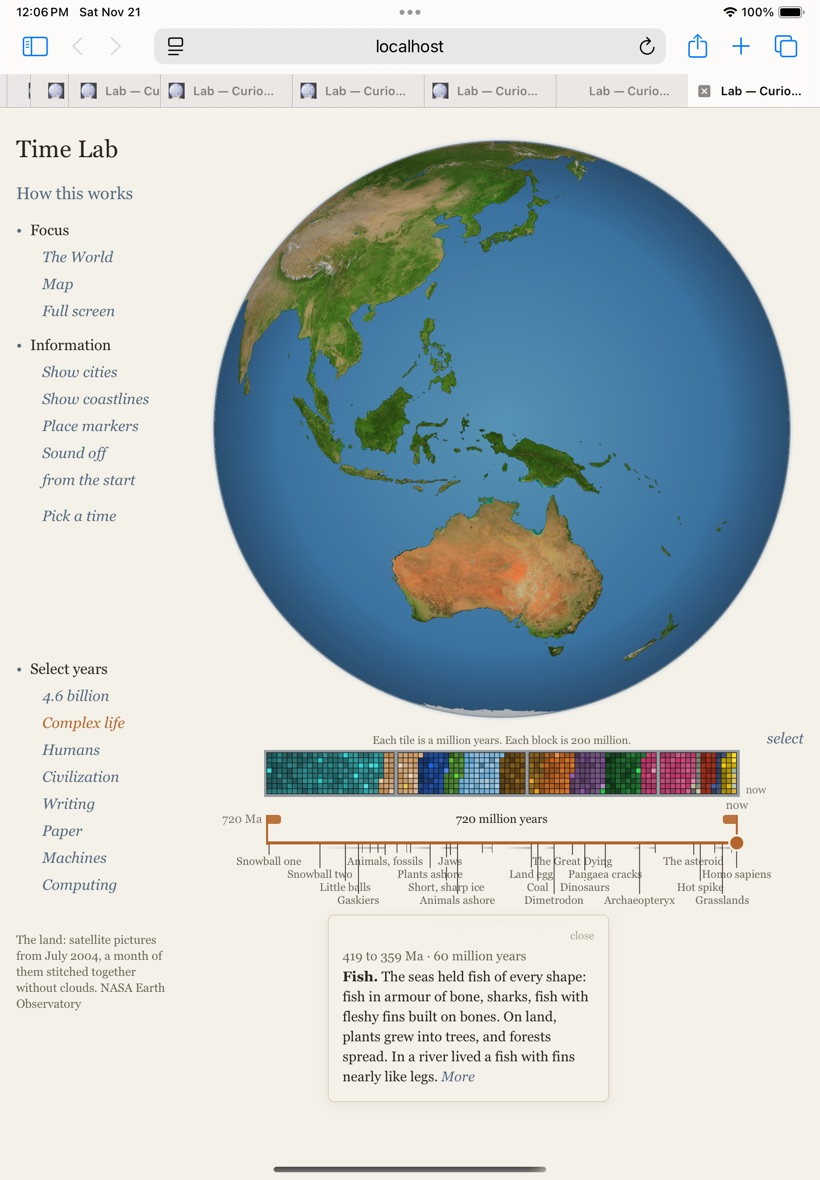 12:06 PM Sat Nov 21
100%
localhost
Lab — Cu
Lab — Curio...
Lab — Curio...
Lab — Curio...
Lab — Curio...
Lab — Curio...
Time Lab
How this works
• Focus
The World
Map
Full screen
• Information
Show cities
Show coastlines
Place markers
Sound off
from the start
Pick a time
• Select years
4.6 billion
Complex life
Humans
Civilization
Writing
Paper
Machines
Computing
The land: satellite pictures
from July 2004, a month of
them stitched together
without clouds. NASA Earth
Observatory
Each tile is a million years. Each block is 200 million.
select
now
now
720 Ma
720 million years
Snowball one
Animals, fossils
Jaws
The Great Dying
The asteroid
Snowball two
Plants ashore
Land egg
Pangaea cracks
Homo sapiens
Little balls
Short, sharp ice
Coal
Dinosaurs
Hot spike
Gaskiers
Animals ashore
Dimetrodon
Archaeopteryx
Grasslands
close
419 to 359 Ma · 60 million years
Fish. The seas held fish of every shape:
fish in armour of bone, sharks, fish with
fleshy fins built on bones. On land,
plants grew into trees, and forests
spread. In a river lived a fish with fins
nearly like legs. More